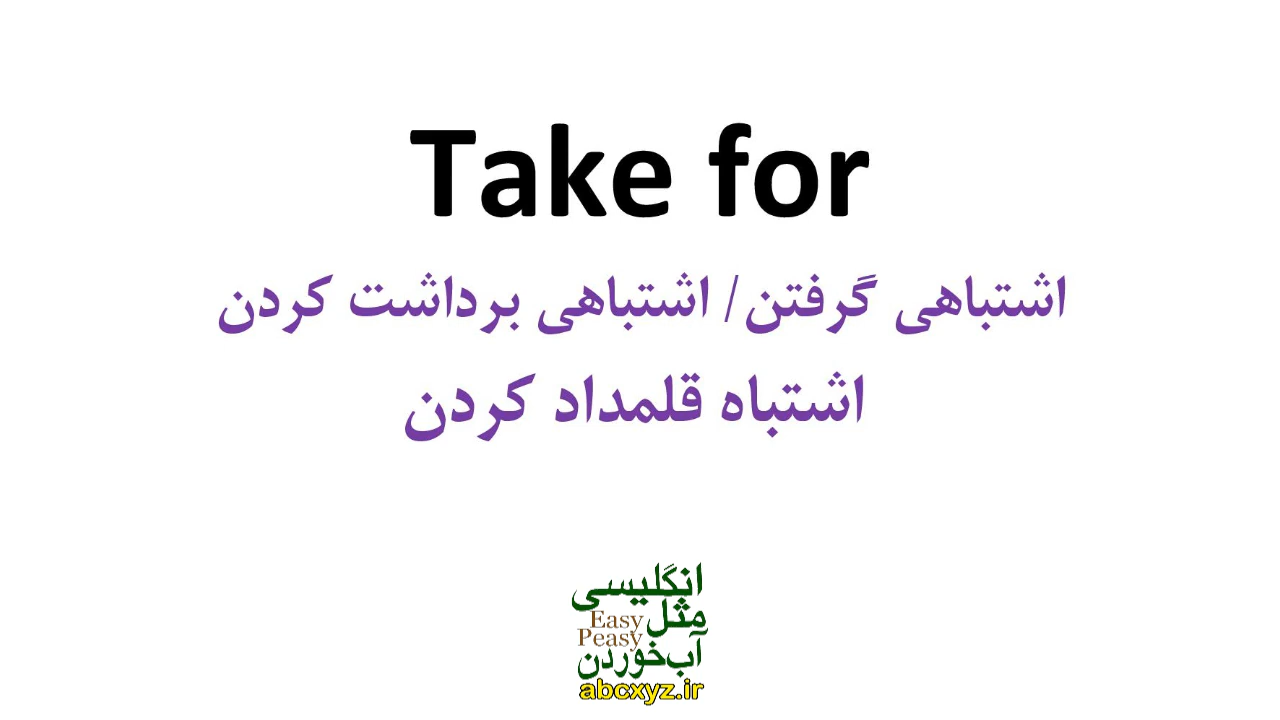 Take for
اشتباهی گرفتن/ اشتباهی برداشت کردن
اشتباه قلمداد کردن
انگلیسی
مثل
Easy
Peasy
آب‌خوردن
abcxyz.ir